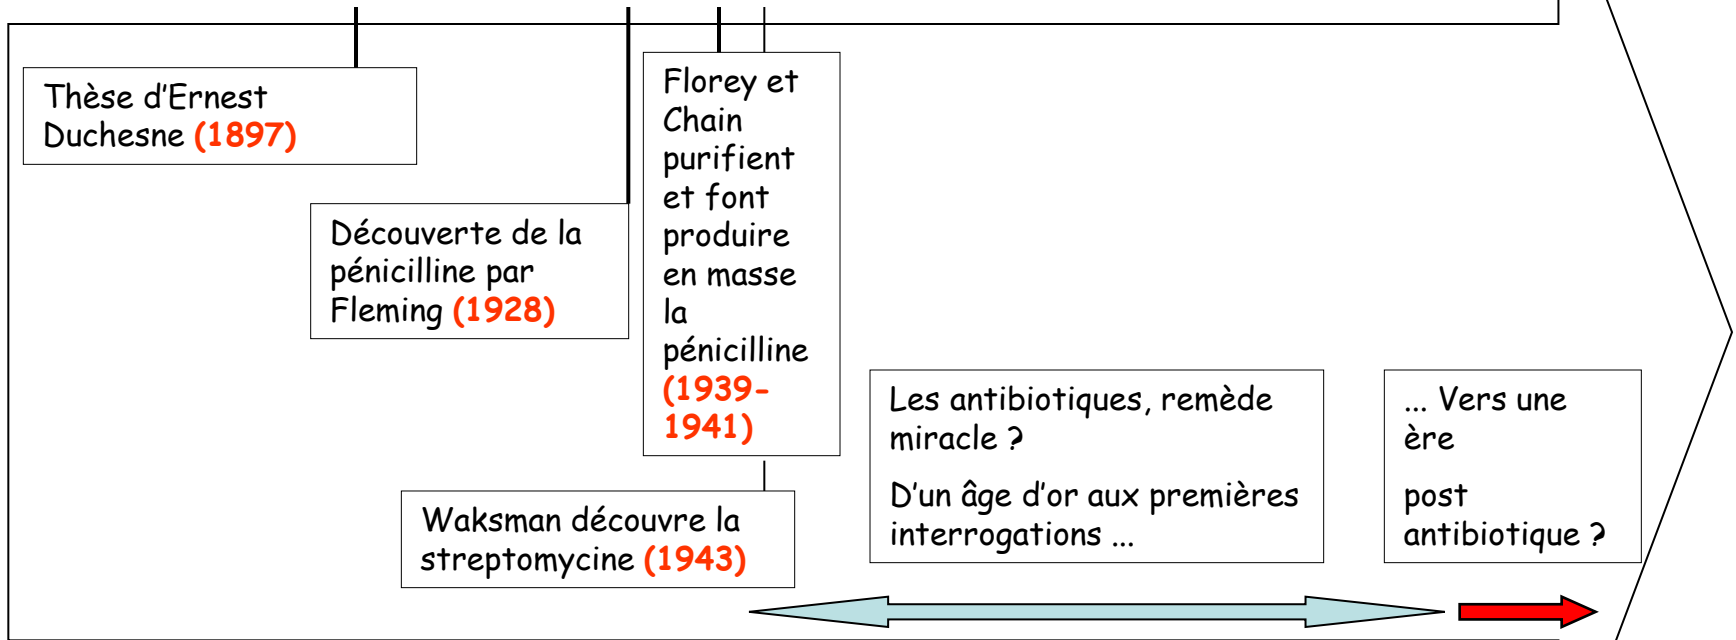 Thèse d'Ernest
Duchesne (1897)
Découverte de la
pénicilline par
Fleming (1928)
Florey et
Chain
purifient
et font
produire
en masse
la
pénicilline
(1939-
1941)
Waksman découvre la
streptomycine (1943)
Les antibiotiques, remède
miracle ?
D'un âge d'or aux premières
interrogations ...
... Vers une
ère
post
antibiotique ?